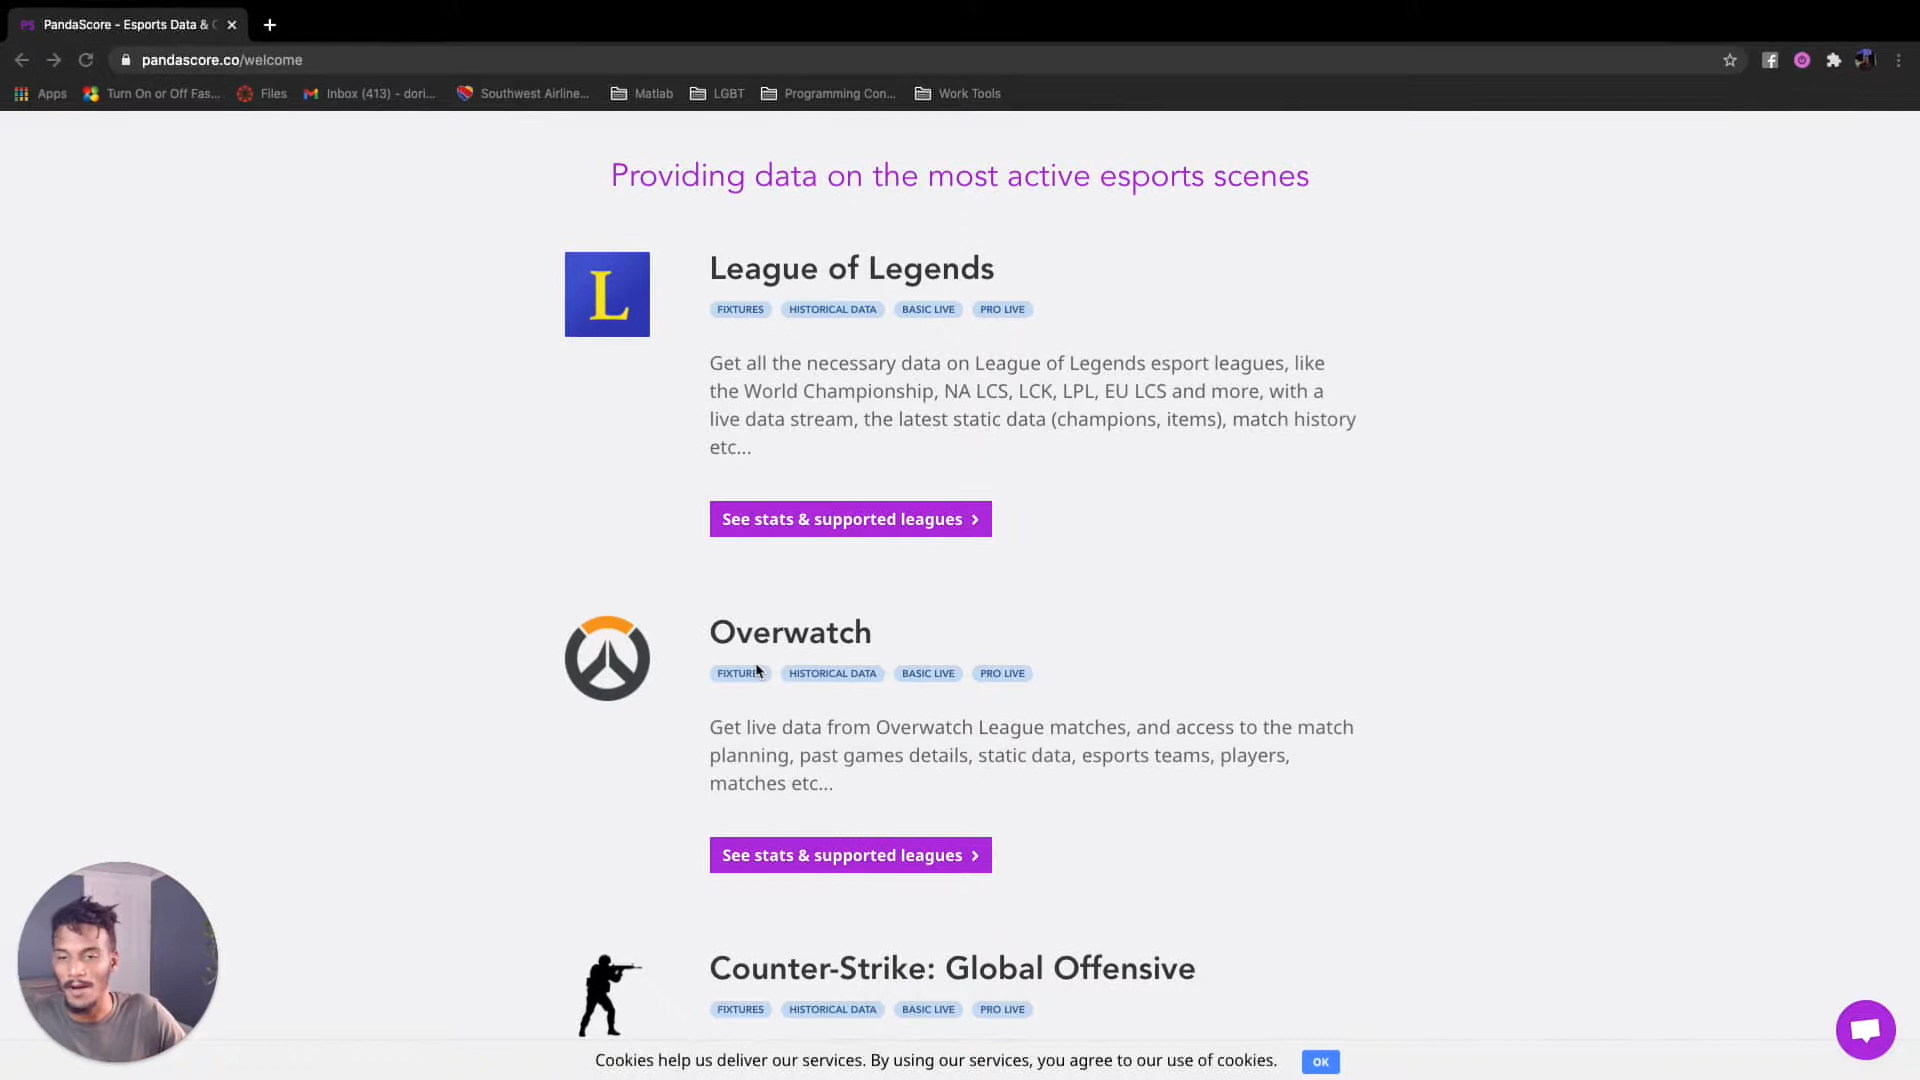 PS PandaScore - Esports Data & C
pandascore.co/welcome
Apps Turn On or Off Fas... Files Inbox (413) - dori... Southwest Airline... Matlab LGBT Programming Con... Work Tools
Providing data on the most active esports scenes
L
League of Legends
FIXTURES HISTORICAL DATA BASIC LIVE PRO LIVE
Get all the necessary data on League of Legends esport leagues, like
the World Championship, NA LCS, LCK, LPL, EU LCS and more, with a
live data stream, the latest static data (champions, items), match history
etc...
See stats & supported leagues
Overwatch
FIXTURES HISTORICAL DATA BASIC LIVE PRO LIVE
Get live data from Overwatch League matches, and access to the match
planning, past games details, static data, esports teams, players,
matches etc...
See stats & supported leagues
Counter-Strike: Global Offensive
FIXTURES HISTORICAL DATA BASIC LIVE PRO LIVE
Cookies help us deliver our services. By using our services, you agree to our use of cookies. OK